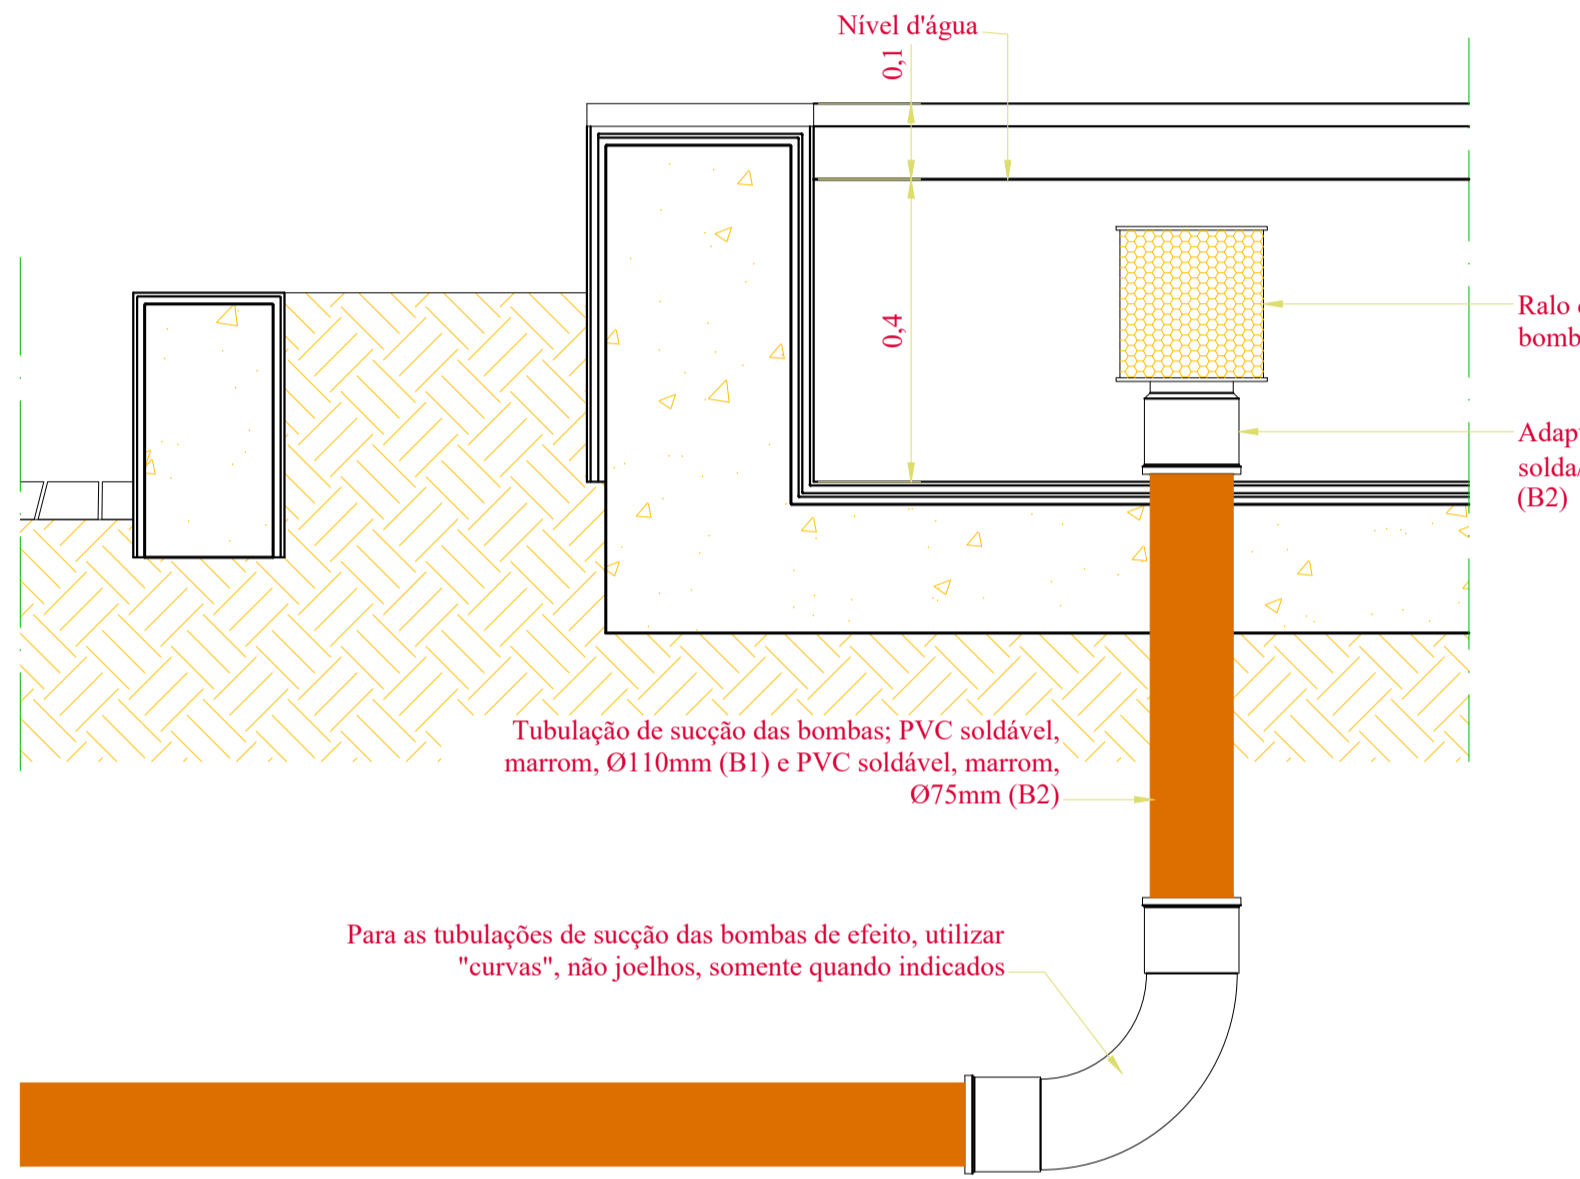 Nível d'água
0,1
0,4
Ralo
bomb
Adap
solda/
(B2)
Tubulação de sucção das bombas; PVC soldável,
marrom, Ø110mm (B1) e PVC soldável, marrom,
Ø75mm (B2)
Para as tubulações de sucção das bombas de efeito, utilizar
"curvas", não joelhos, somente quando indicados